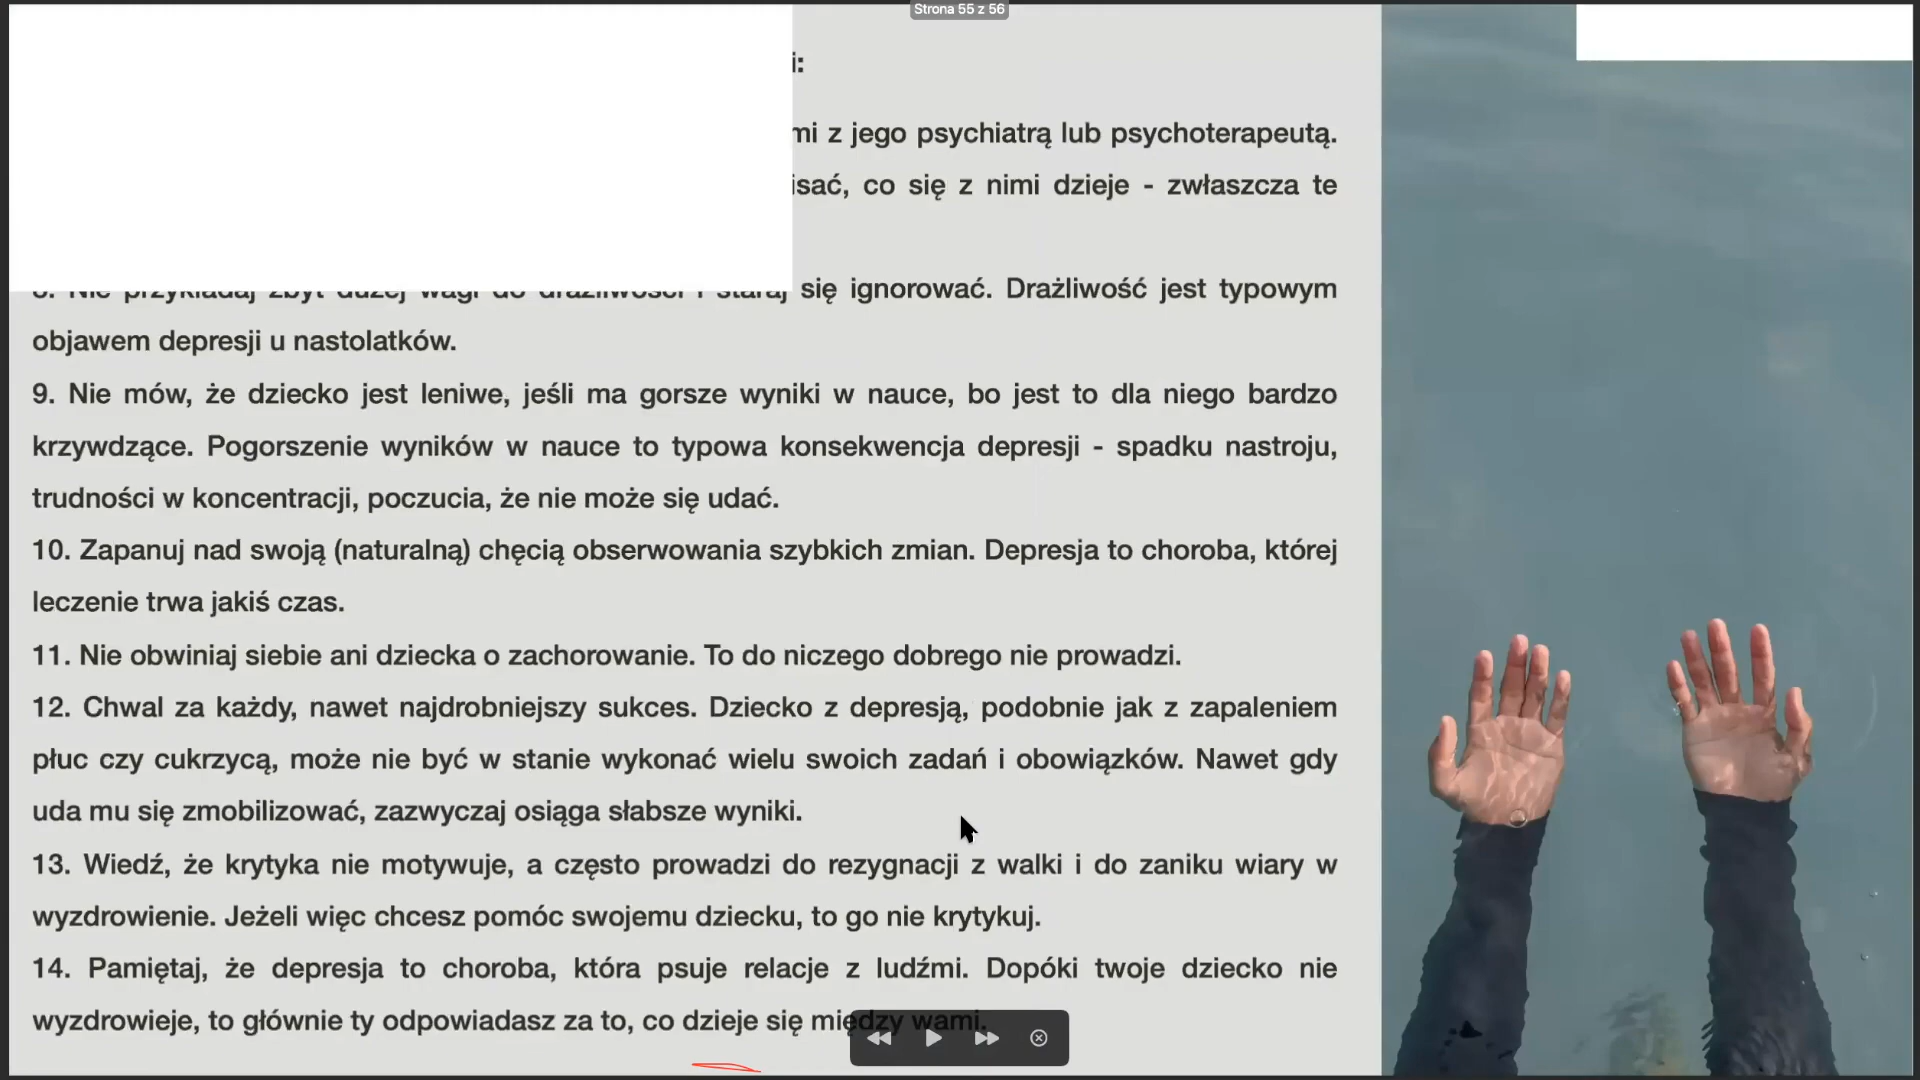 Strona 55 z 56
i:
mi z jego psychiatrą lub psychoterapeutą.
isać, co się z nimi dzieje - zwłaszcza te
8. Nie przykładaj zbyt dużej wagi do drażliwości i staraj się ignorować. Drażliwość jest typowym
objawem depresji u nastolatków.
9. Nie mów, że dziecko jest leniwe, jeśli ma gorsze wyniki w nauce, bo jest to dla niego bardzo
krzywdzące. Pogorszenie wyników w nauce to typowa konsekwencja depresji - spadku nastroju,
trudności w koncentracji, poczucia, że nie może się udać.
10. Zapanuj nad swoją (naturalną) chęcią obserwowania szybkich zmian. Depresja to choroba, której
leczenie trwa jakiś czas.
11. Nie obwiniaj siebie ani dziecka o zachorowanie. To do niczego dobrego nie prowadzi.
12. Chwal za każdy, nawet najdrobniejszy sukces. Dziecko z depresją, podobnie jak z zapaleniem
płuc czy cukrzycą, może nie być w stanie wykonać wielu swoich zadań i obowiązków. Nawet gdy
uda mu się zmobilizować, zazwyczaj osiąga słabsze wyniki.
13. Wiedź, że krytyka nie motywuje, a często prowadzi do rezygnacji z walki i do zaniku wiary w
wyzdrowienie. Jeżeli więc chcesz pomóc swojemu dziecku, to go nie krytykuj.
14. Pamiętaj, że depresja to choroba, która psuje relacje z ludźmi. Dopóki twoje dziecko nie
wyzdrowieje, to głównie ty odpowiadasz za to, co dzieje się między wami.